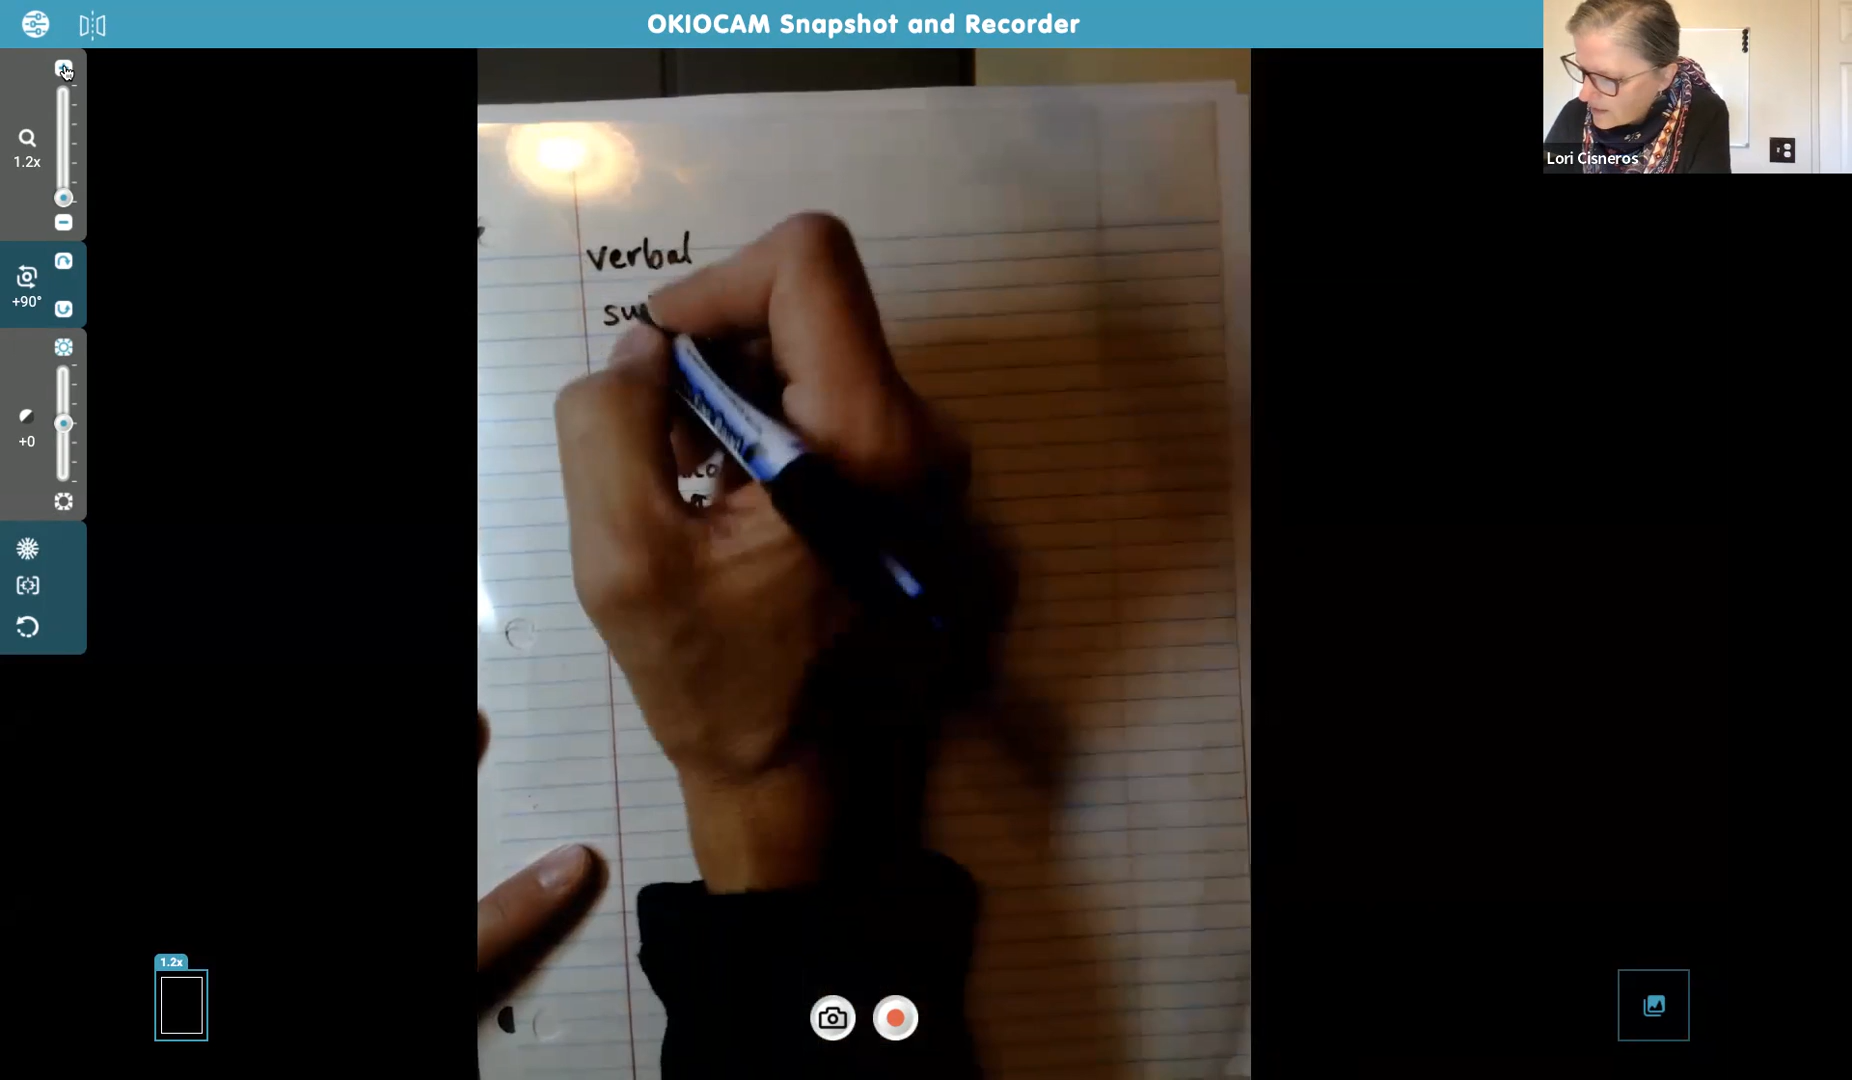 OKIOCAM Snapshot and Recorder
Lori Cisneros
1.2x
+90°
+0
verbal
1.2x